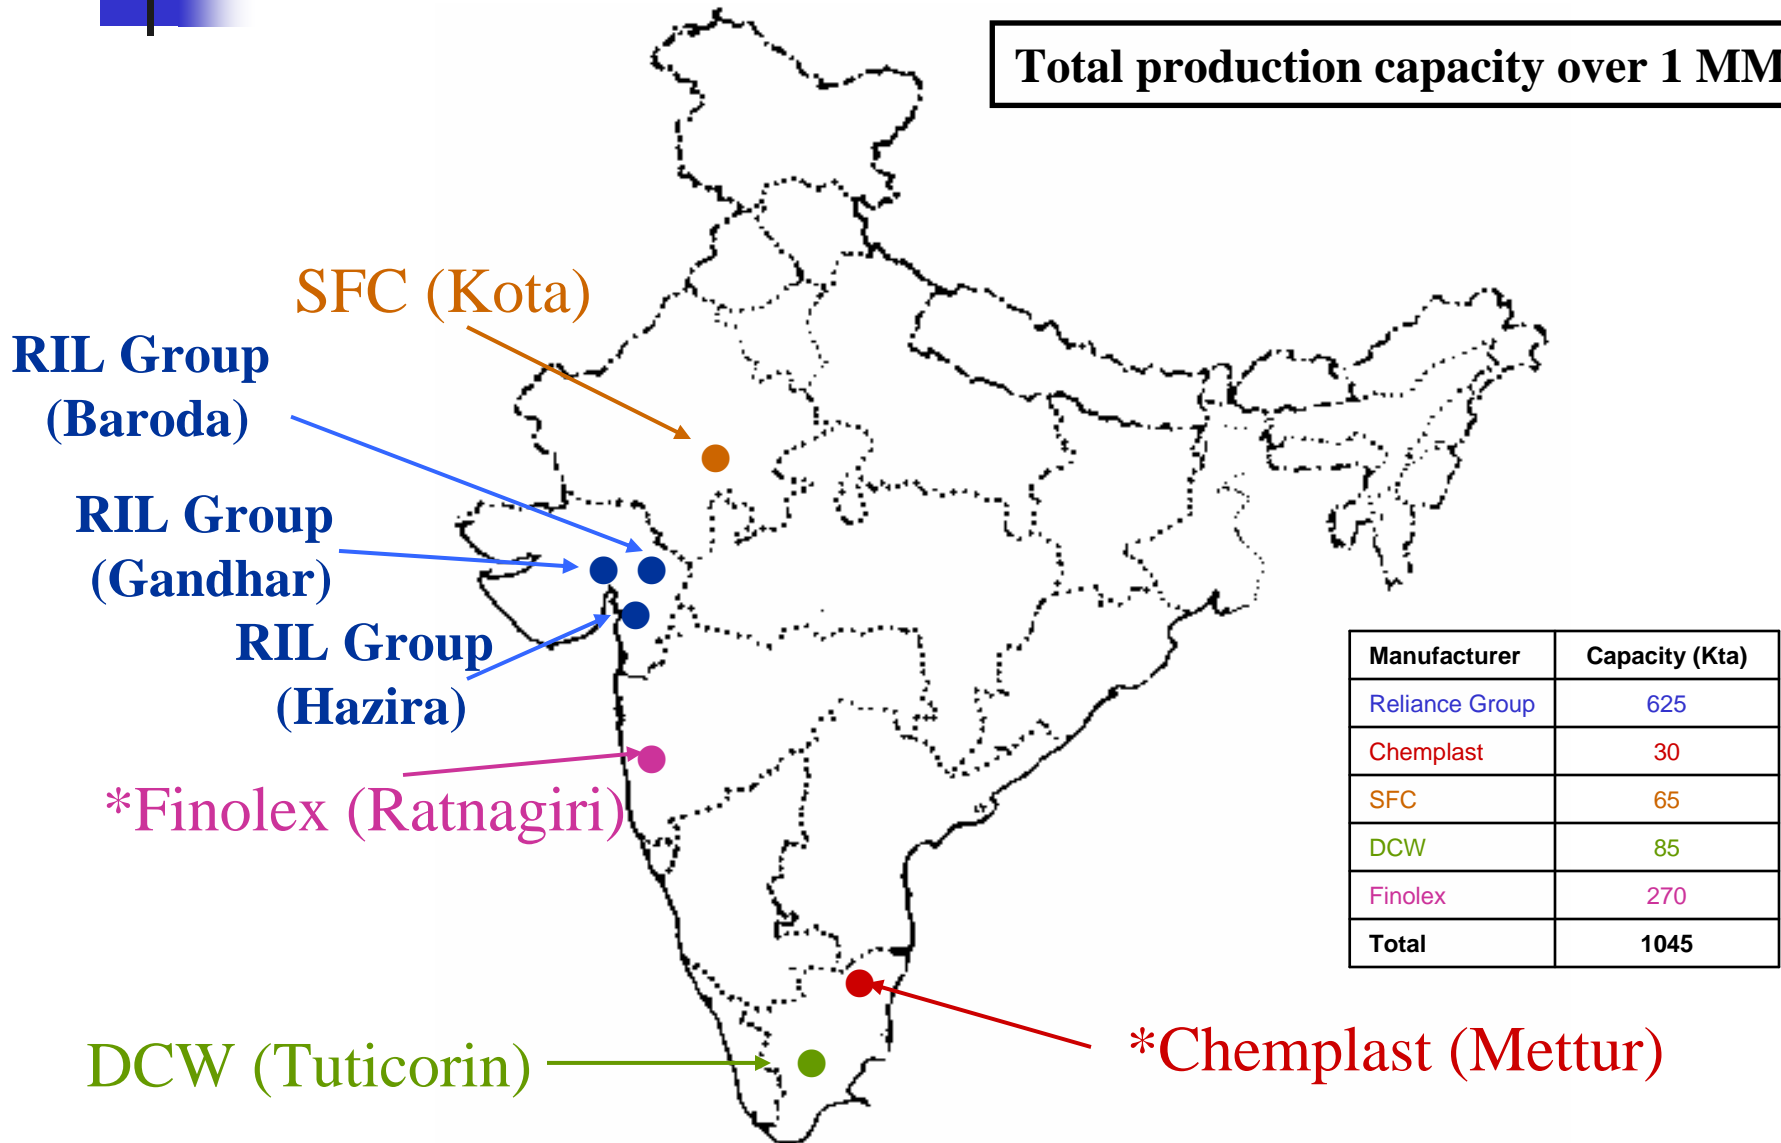 Total production capacity over 1 MM
SFC (Kota)
RIL Group
(Baroda)
RIL Group
(Gandhar)
RIL Group
(Hazira)
*Finolex (Ratnagiri)
DCW (Tuticorin)
*Chemplast (Mettur)
Manufacturer Capacity (Kta)
Reliance Group 625
Chemplast 30
SFC 65
DCW 85
Finolex 270
Total 1045